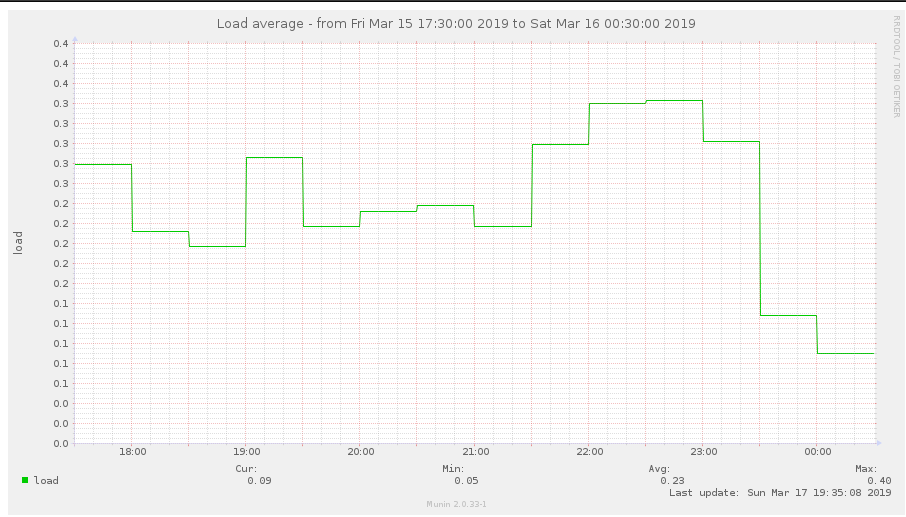 Load average - from Fri Mar 15 17:30:00 2019 to Sat Mar 16 00:30:00 2019
RRDTOOL / TOBI OETIKER
load
0.4
0.4
0.4
0.3
0.3
0.3
0.3
0.3
0.2
0.2
0.2
0.2
0.2
0.1
0.1
0.1
0.1
0.1
0.0
0.0
0.0
18:00 19:00 20:00 21:00 22:00 23:00 00:00
Cur: Min: Avg: Max:
load 0.09 0.05 0.23 0.40
Last update: Sun Mar 17 19:35:08 2019
Munin 2.0.33-1